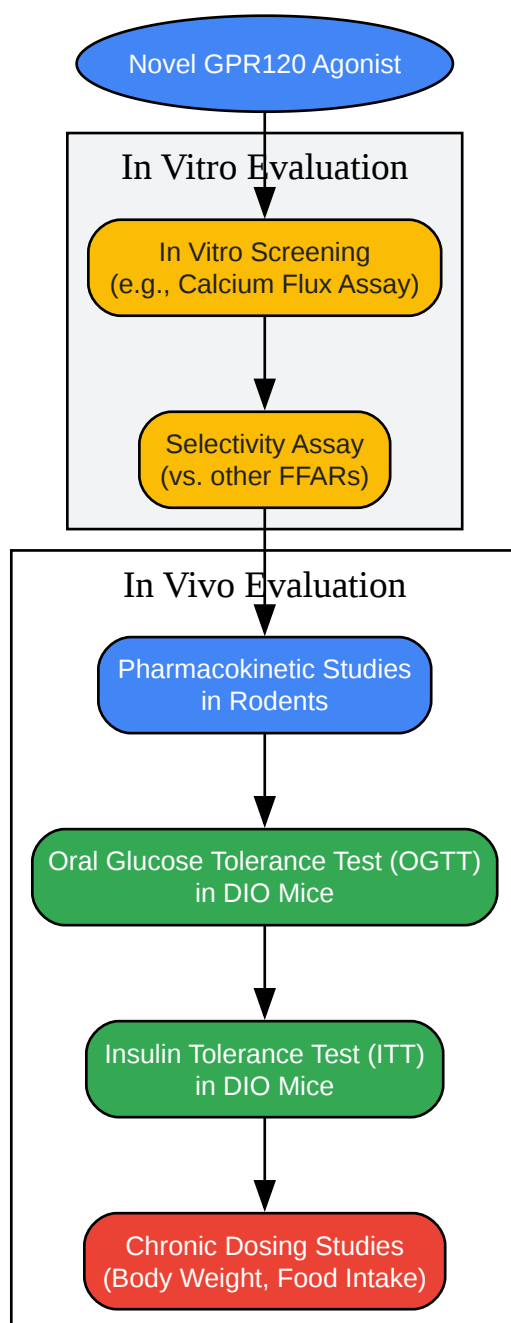 Novel GPR120 Agonist
In Vitro Evaluation
In Vitro Screening
(e.g., Calcium Flux Assay)
Selectivity Assay
(vs. other FFARs)
In Vivo Evaluation
Pharmacokinetic Studies
in Rodents
Oral Glucose Tolerance Test (OGTT)
in DIO Mice
Insulin Tolerance Test (ITT)
in DIO Mice
Chronic Dosing Studies
(Body Weight, Food Intake)